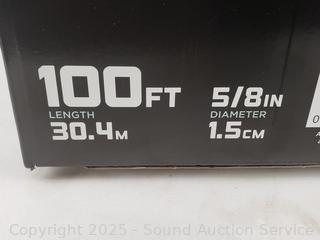 100FT
LENGTH
30.4M
5/8IN
DIAMETER
1.5CM
Copyright 2025 - Sound Auction Service